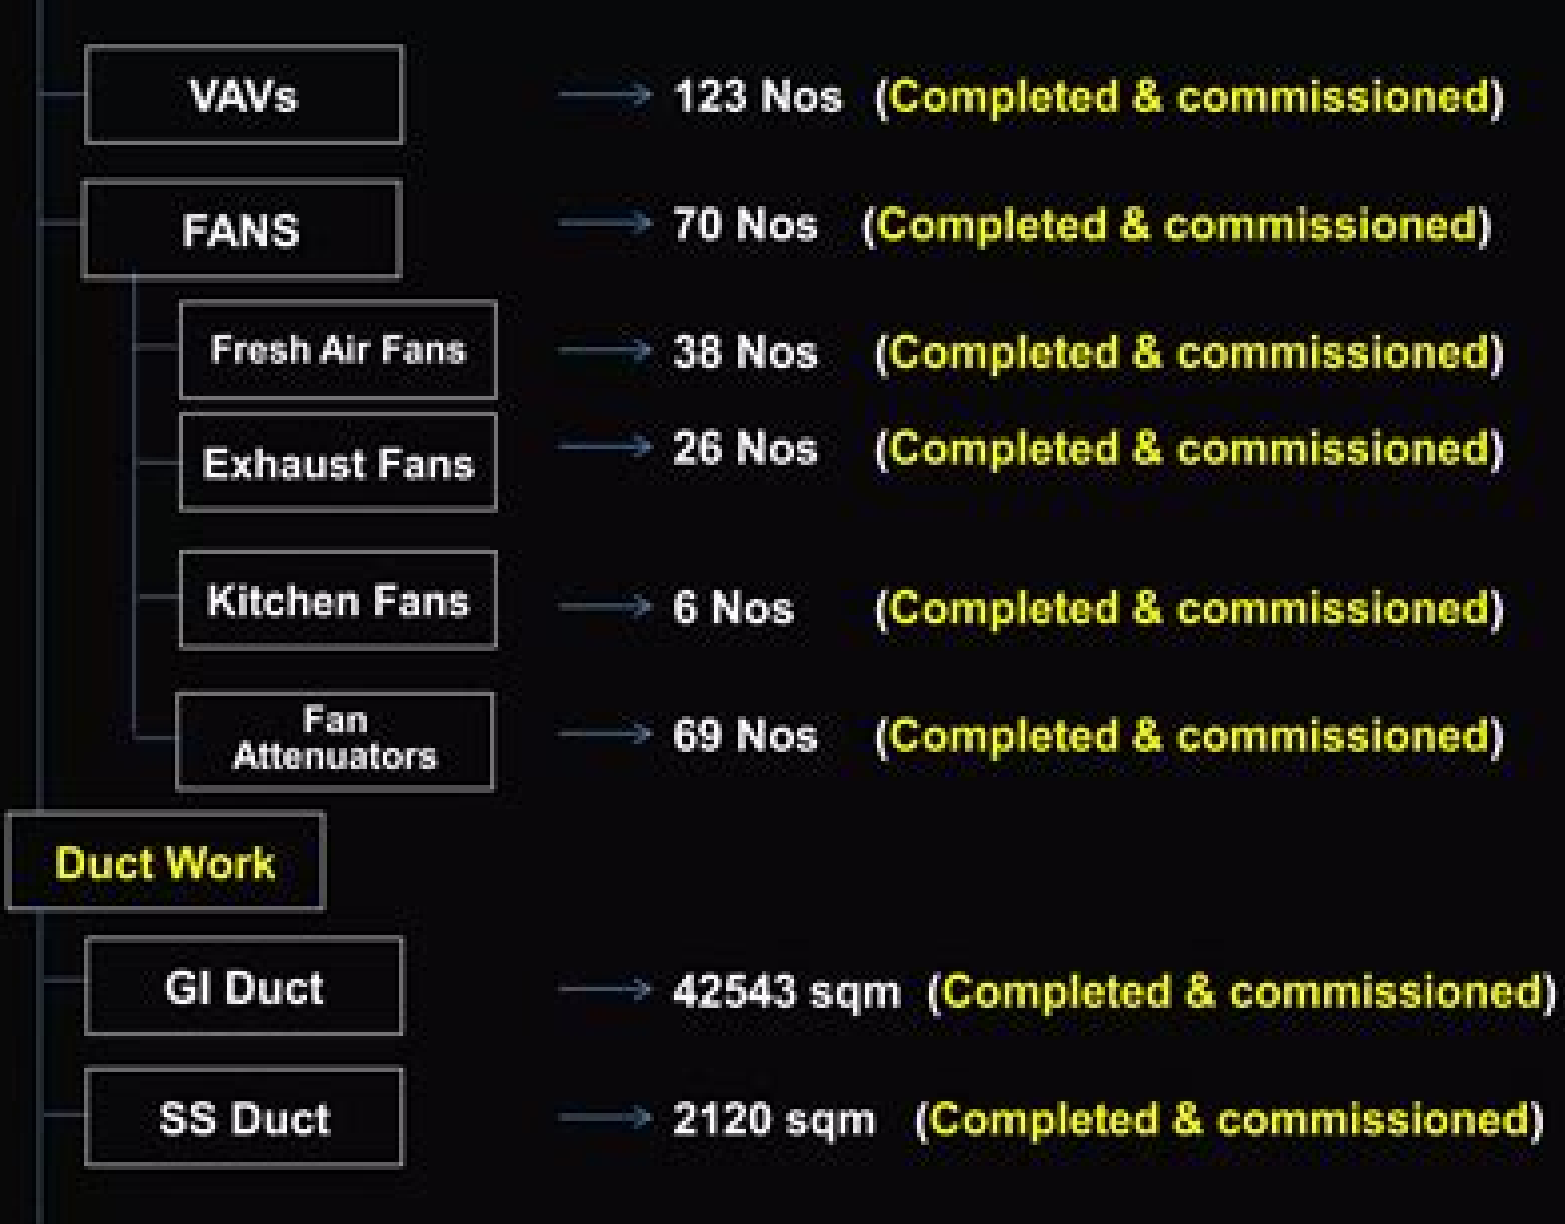 VAVs 123 Nos (Completed & commissioned)
FANS 70 Nos (Completed & commissioned)
Fresh Air Fans 38 Nos (Completed & commissioned)
Exhaust Fans 26 Nos (Completed & commissioned)
Kitchen Fans 6 Nos (Completed & commissioned)
Fan
Attenuators 69 Nos (Completed & commissioned)
Duct Work
GI Duct 42543 sqm (Completed & commissioned)
SS Duct 2120 sqm (Completed & commissioned)